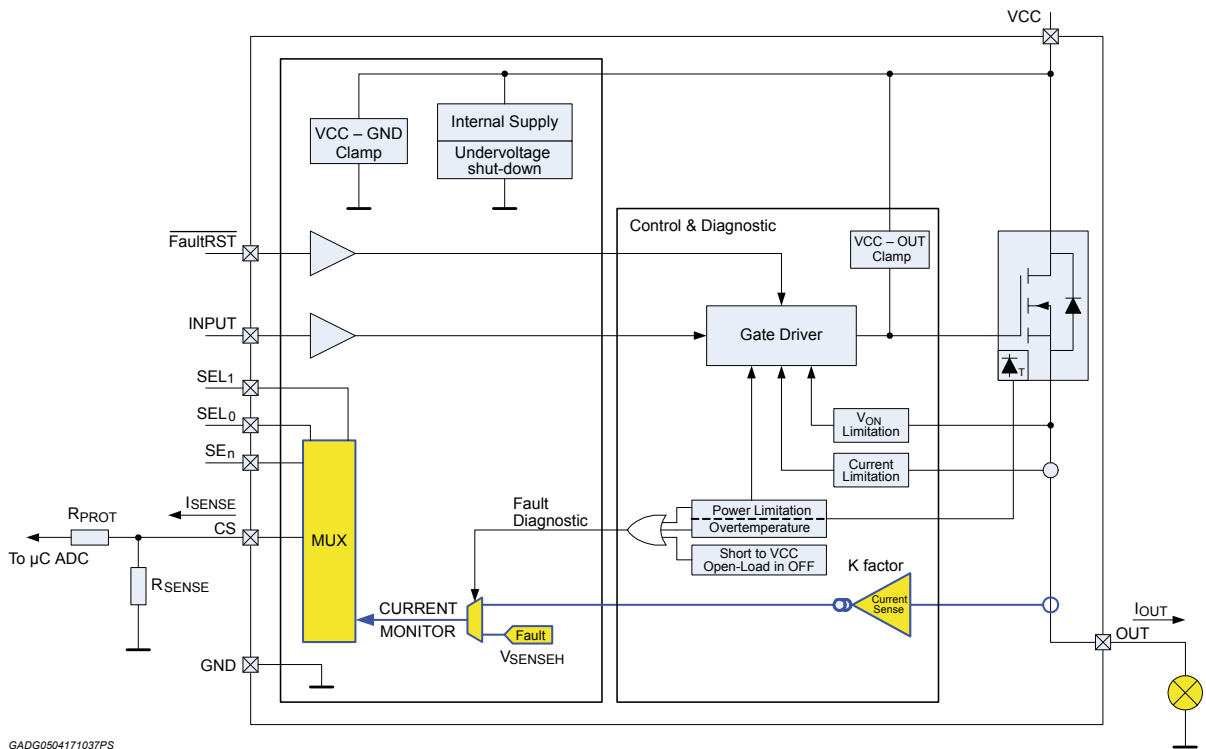 VCC
VCC – GND
Clamp
Internal Supply
Undervoltage
shut-down
Control & Diagnostic
FaultRST
VCC – OUT
Clamp
INPUT
Gate Driver
T
SEL1
SEL0
SEn
VON
Limitation
Current
Limitation
ISENSE
RPROT
CS
To µC ADC
RSENSE
MUX
Fault
Diagnostic
Power Limitation
Overtemperature
Short to VCC
Open-Load in OFF
K factor
Current
Sense
CURRENT
MONITOR
Fault
VSENSEH
IOUT
OUT
GND
GADG0504171037PS